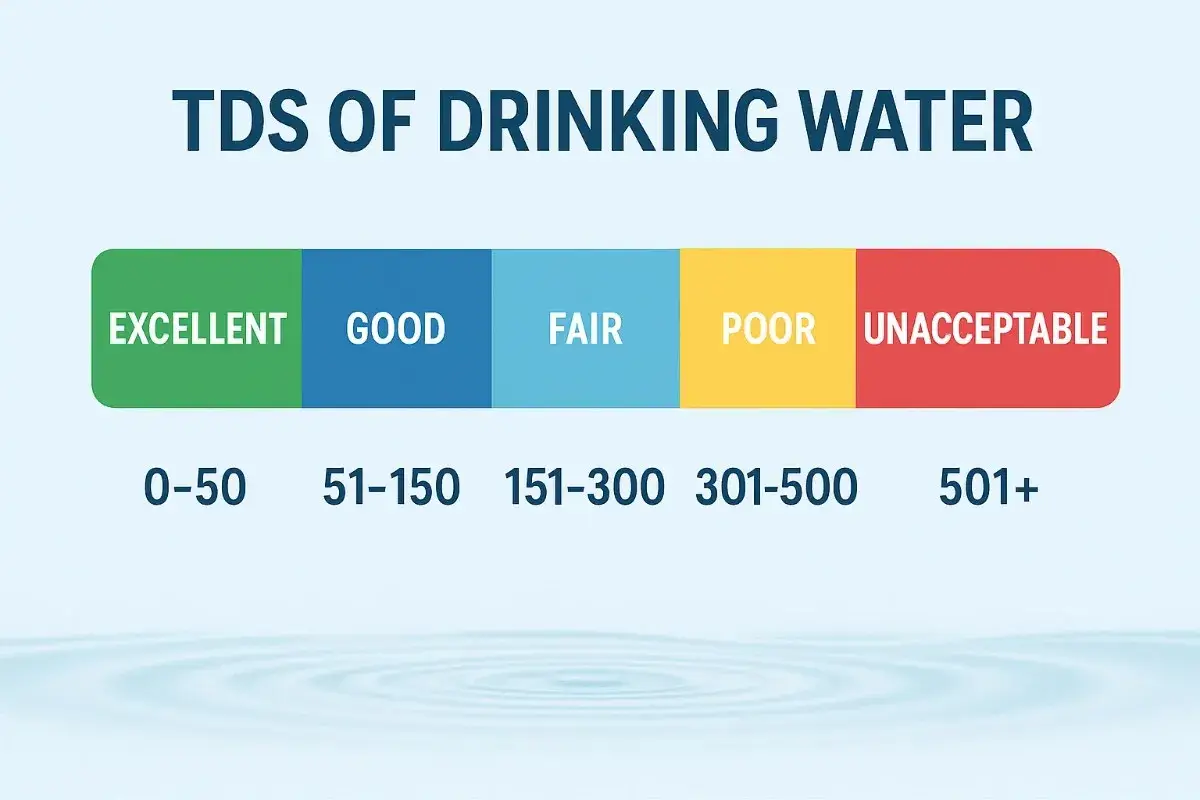 TDS OF DRINKING WATER
EXCELLENT GOOD FAIR POOR UNACCEPTABLE
0-50 51-150 151-300 301-500 501+